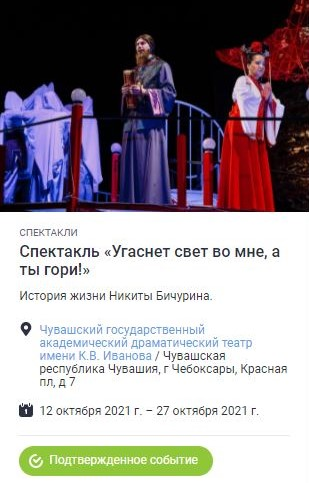 СПЕКТАКЛИ
Спектакль «Угаснет свет во мне, а
ты гори!»
История жизни Никиты Бичурина.
Чувашский государственный
академический драматический театр
имени К.В. Иванова / Чувашская
республика Чувашия, г Чебоксары, Красная
пл, д 7
12 октября 2021 г. – 27 октября 2021 г.
Подтвержденное событие